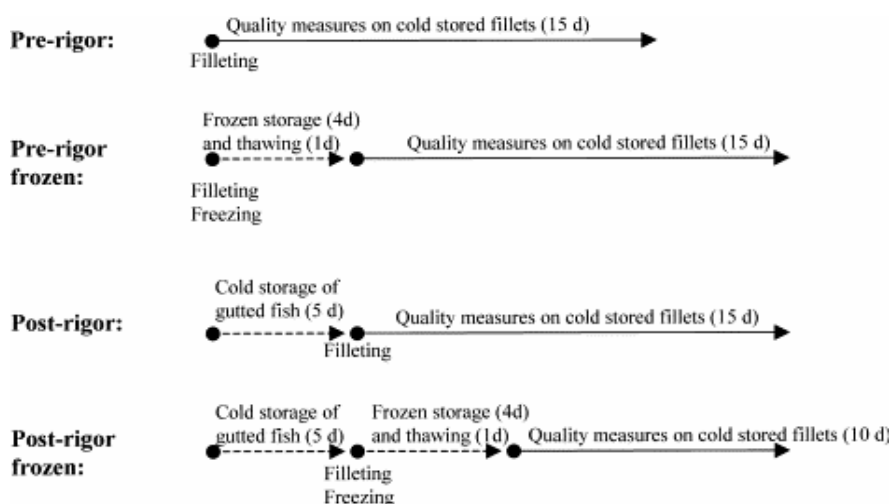 Pre-rigor:
Quality measures on cold stored fillets (15 d)
Filleting
Pre-rigor
frozen:
Frozen storage (4d)
and thawing (1d)
Quality measures on cold stored fillets (15 d)
Filleting
Freezing
Post-rigor:
Cold storage of
gutted fish (5 d)
Quality measures on cold stored fillets (15 d)
Filleting
Post-rigor
frozen:
Cold storage of
gutted fish (5 d)
Frozen storage (4d)
and thawing (1d)
Quality measures on cold stored fillets (10 d)
Filleting
Freezing